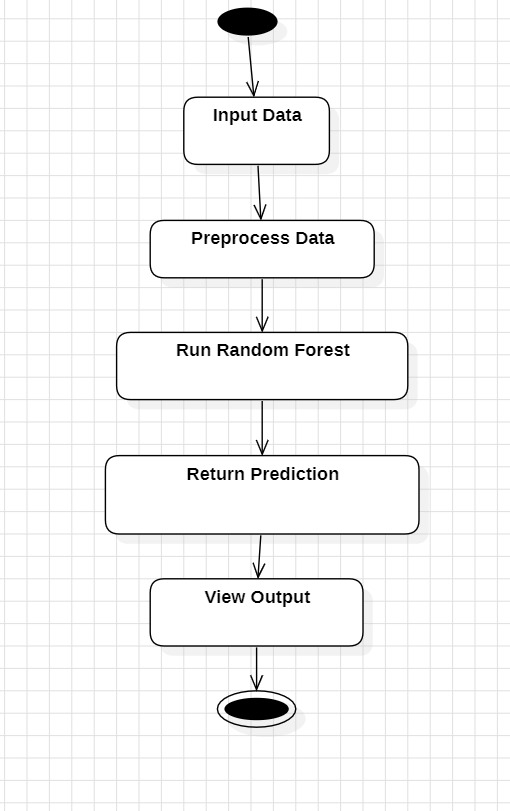 Input Data
Preprocess Data
Run Random Forest
Return Prediction
View Output